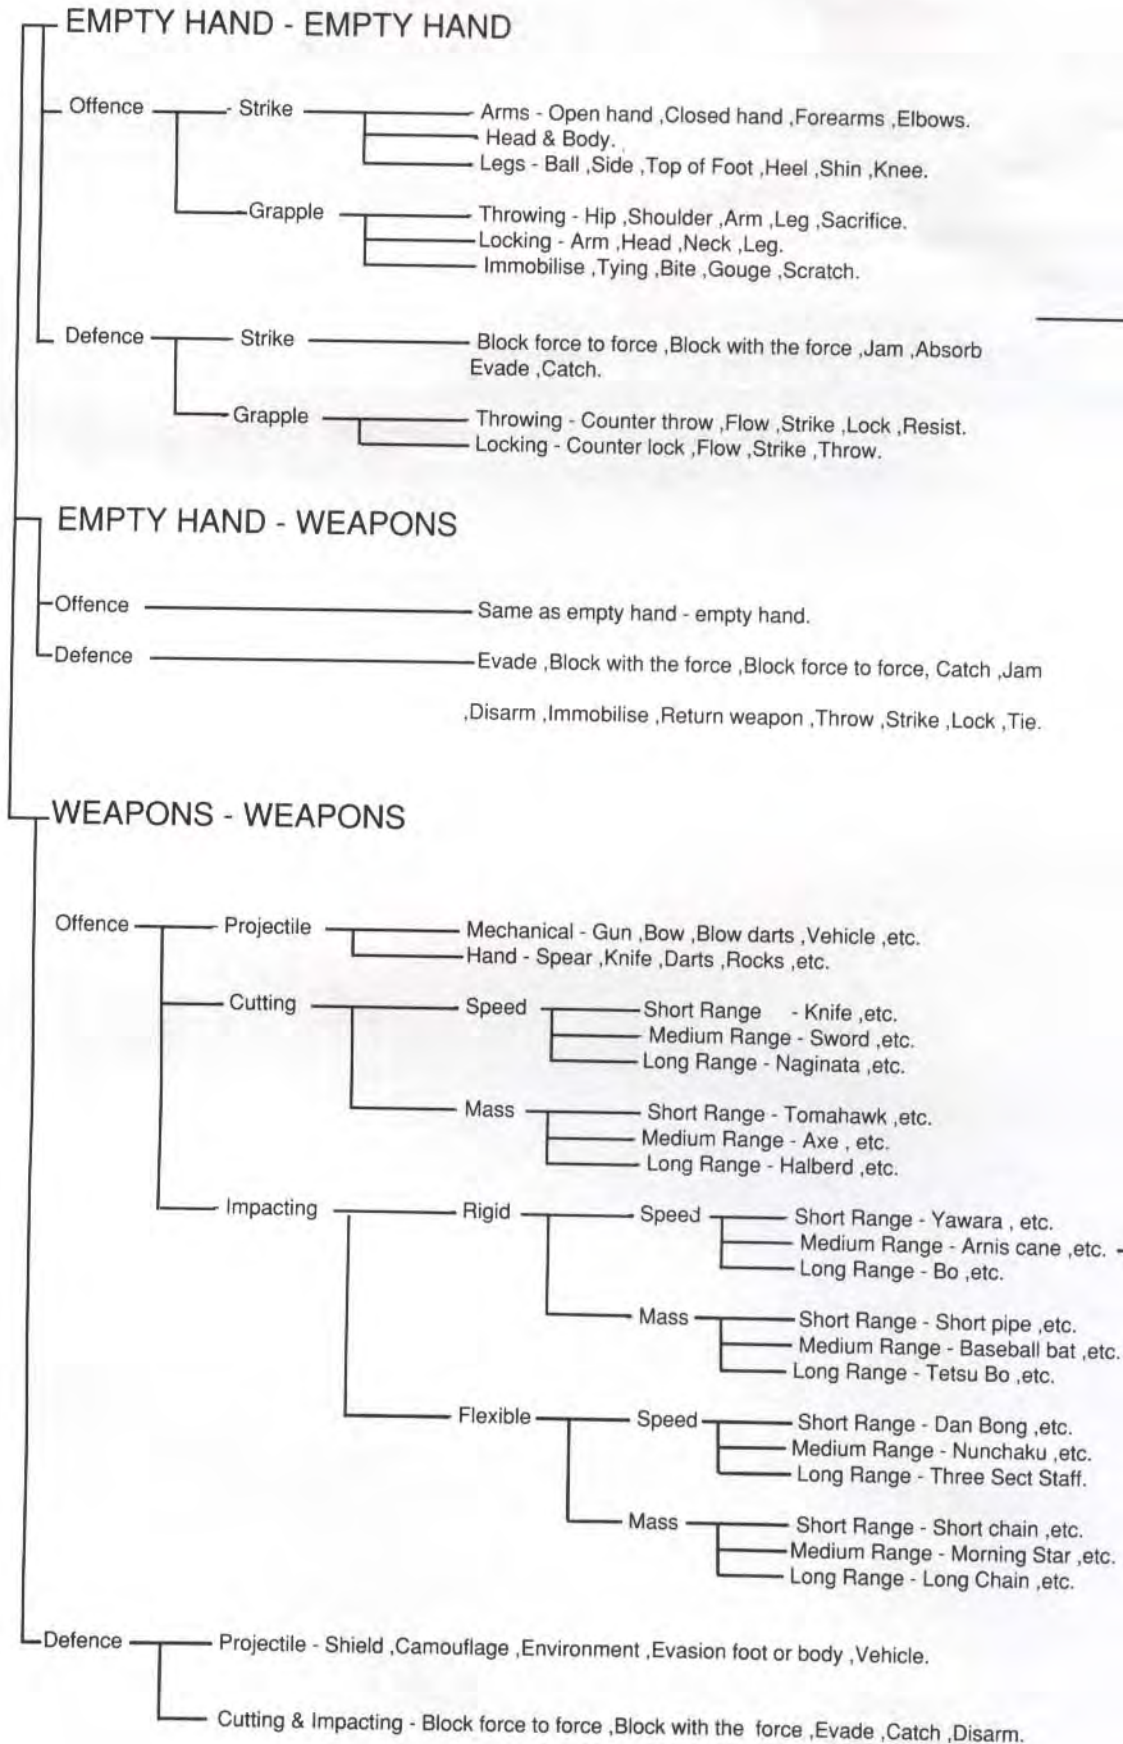 EMPTY HAND - EMPTY HAND
Offence - Strike Arms - Open hand ,Closed hand ,Forearms ,Elbows.
Head & Body.
Legs - Ball ,Side ,Top of Foot ,Heel ,Shin ,Knee.
Grapple Throwing - Hip ,Shoulder ,Arm ,Leg ,Sacrifice.
Locking - Arm ,Head ,Neck ,Leg.
Immobilise ,Tying ,Bite ,Gouge ,Scratch.
Defence Strike Block force to force ,Block with the force ,Jam ,Absorb
Evade ,Catch.
Grapple Throwing - Counter throw ,Flow ,Strike ,Lock ,Resist.
Locking - Counter lock ,Flow ,Strike ,Throw.
EMPTY HAND - WEAPONS
Offence Same as empty hand - empty hand.
Defence Evade ,Block with the force ,Block force to force, Catch ,Jam
,Disarm ,Immobilise ,Return weapon ,Throw ,Strike ,Lock ,Tie.
WEAPONS - WEAPONS
Offence Projectile Mechanical - Gun ,Bow ,Blow darts ,Vehicle ,etc.
Hand - Spear ,Knife ,Darts ,Rocks ,etc.
Cutting Speed Short Range - Knife ,etc.
Medium Range - Sword ,etc.
Long Range - Naginata ,etc.
Mass Short Range - Tomahawk ,etc.
Medium Range - Axe , etc.
Long Range - Halberd ,etc.
Impacting Rigid Speed Short Range - Yawara , etc.
Medium Range - Arnis cane ,etc.
Long Range - Bo ,etc.
Mass Short Range - Short pipe ,etc.
Medium Range - Baseball bat ,etc.
Long Range - Tetsu Bo ,etc.
Flexible Speed Short Range - Dan Bong ,etc.
Medium Range - Nunchaku ,etc.
Long Range - Three Sect Staff.
Mass Short Range - Short chain ,etc.
Medium Range - Morning Star ,etc.
Long Range - Long Chain ,etc.
Defence Projectile - Shield ,Camouflage ,Environment ,Evasion foot or body ,Vehicle.
Cutting & Impacting - Block force to force ,Block with the force ,Evade ,Catch ,Disarm.